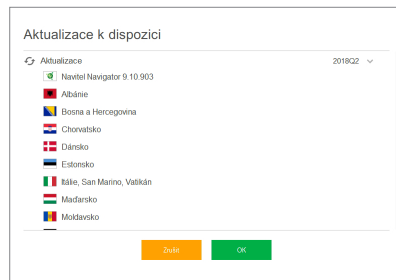 Aktualizace k dispozici
Aktualizace 2018Q2
Navitel Navigator 9.10.903
Albánie
Bosna a Hercegovina
Chorvatsko
Dánsko
Estonsko
Itálie, San Marino, Vatikán
Maďarsko
Moldavsko
Zrušit OK